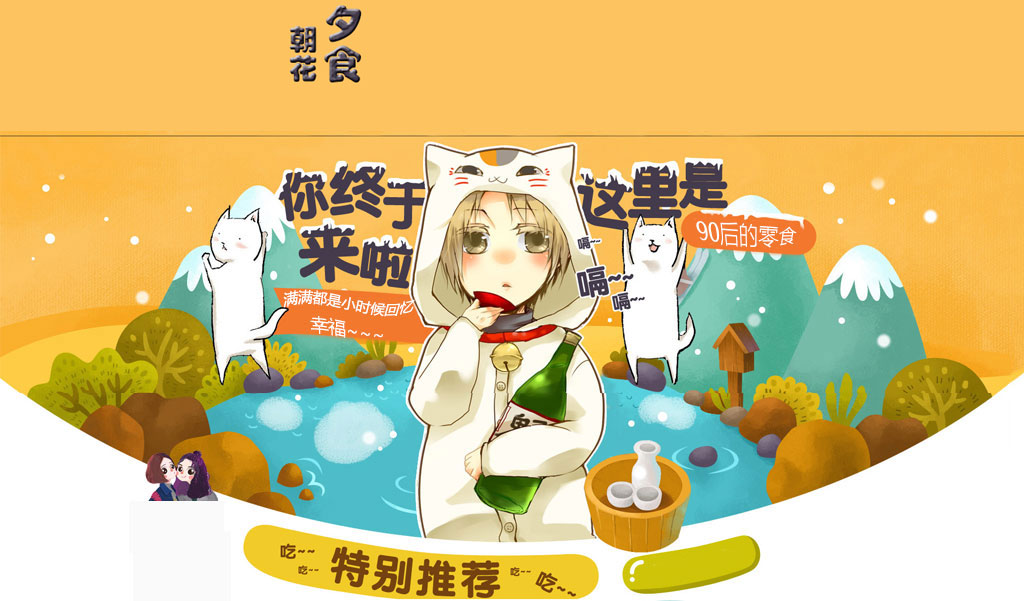 朝花
夕食
你终于
来啦
这里是
90后的零食
满满都是小时候回忆
幸福~~~
嗝~~
嗝~~
嗝~~
吃~~
吃~~
特别推荐
吃~~
吃~~